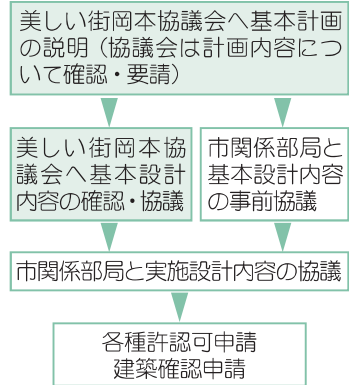 美しい街岡本協議会へ基本計画
の説明（協議会は計画内容につ
いて確認・要請）
美しい街岡本協
議会へ基本設計
内容の確認・協議
市関係部局と
基本設計内容
の事前協議
市関係部局と実施設計内容の協議
各種許認可申請
建築確認申請